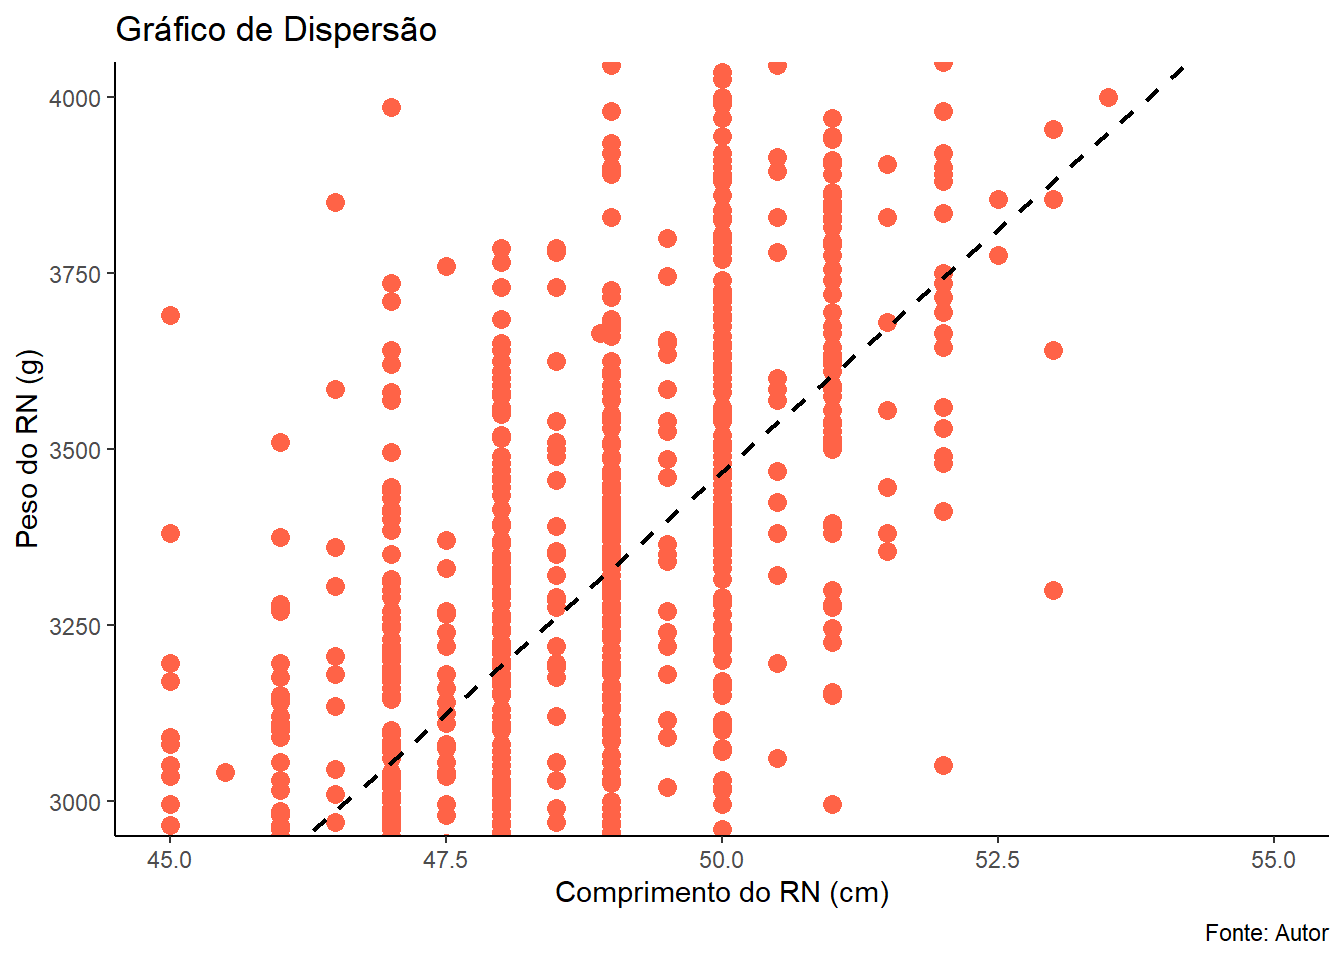 Gráfico de Dispersão
Peso do RN (g)
4000
3750
3500
3250
3000
45.0 47.5 50.0 52.5 55.0
Comprimento do RN (cm)
Fonte: Autor